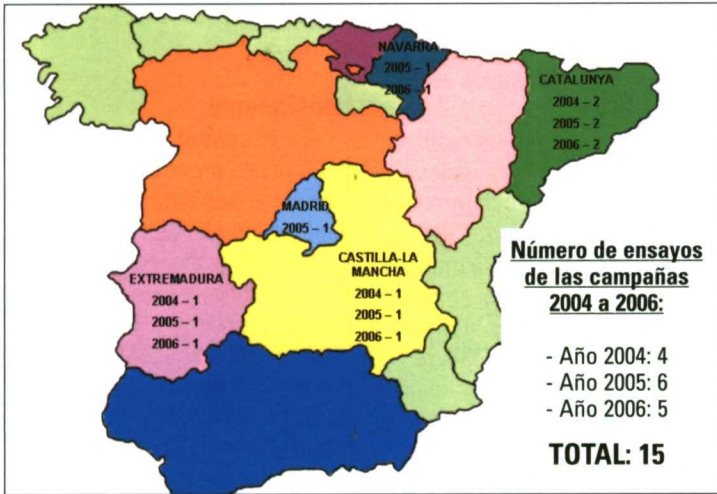 NAVARRA
2005 – 1
2006 – 1
CATALUNYA
2004 – 2
2005 – 2
2006 – 2
MADRID
2005 – 1
EXTREMADURA
2004 – 1
2005 – 1
2006 – 1
CASTILLA-LA
MANCHA
2004 – 1
2005 – 1
2006 – 1
Número de ensayos
de las campañas
2004 a 2006:
- Año 2004: 4
- Año 2005: 6
- Año 2006: 5
TOTAL: 15